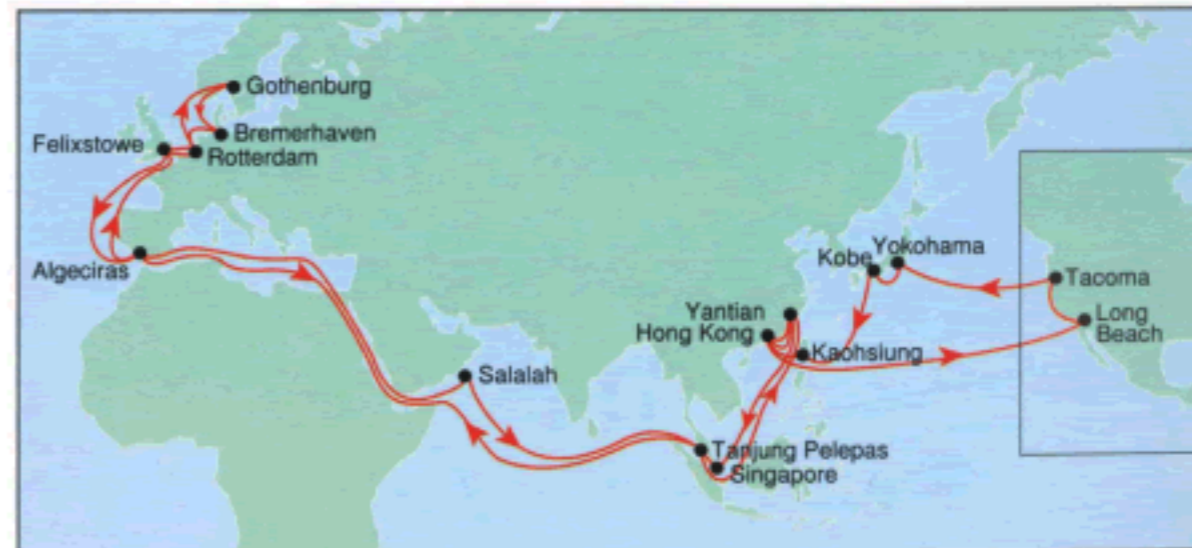 Gothenburg
Bremerhaven
Felixstowe
Rotterdam
Algeciras
Yokohama
Kobe
Tacoma
Yantian
Long
Beach
Hong Kong
Kaohsiung
Salalah
Tanjung Pelepas
Singapore